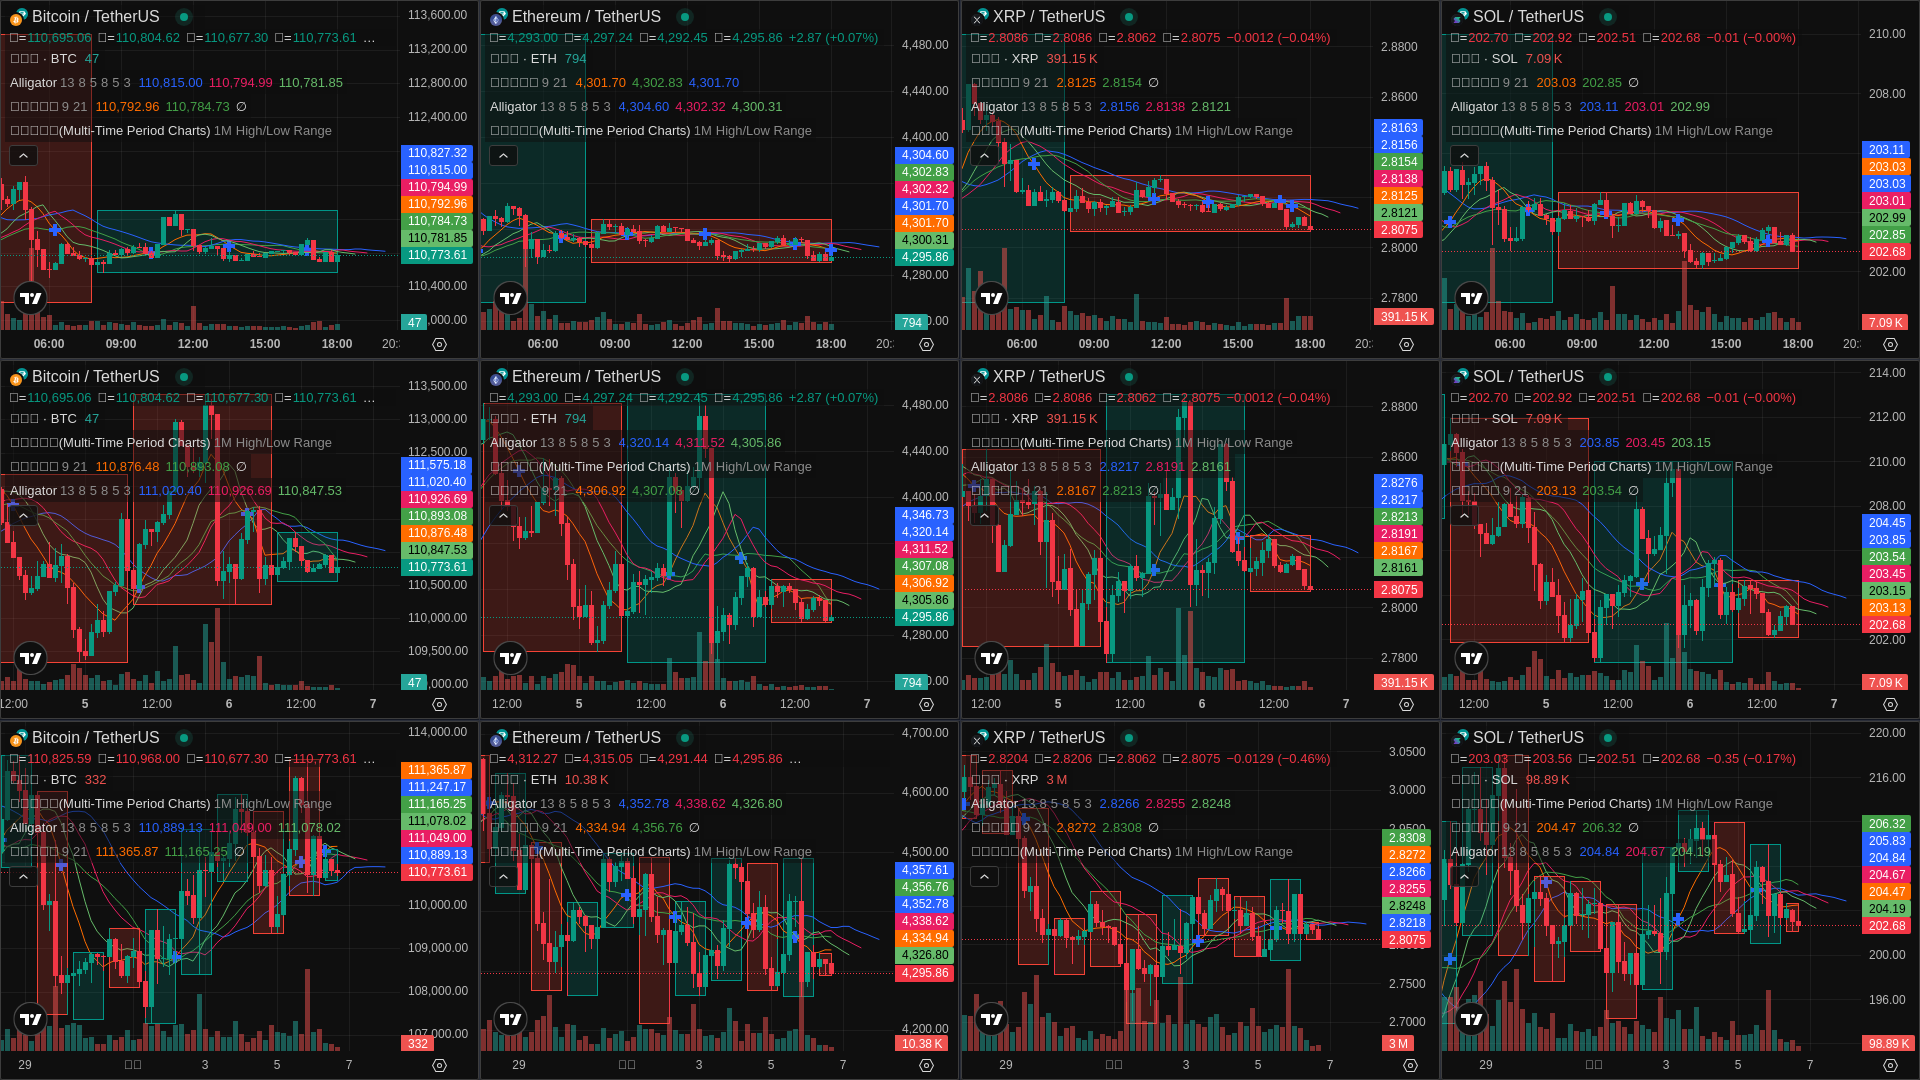 Bitcoin / TetherUS
=110,695.06 =110,804.62 =110,677.30 =110,773.61 ...
· BTC 47
Alligator 13 8 5 8 5 3 110,815.00 110,794.99 110,781.85
9 21 110,792.96 110,784.73 ∅
(Multi-Time Period Charts) 1M High/Low Range
113,600.00
113,200.00
112,800.00
112,400.00
110,827.32
110,815.00
110,794.99
110,792.96
110,784.73
110,781.85
110,773.61
110,400.00
47
06:00 09:00 12:00 15:00 18:00
Ethereum / TetherUS
=4,293.00 =4,297.24 =4,292.45 =4,295.86 +2.87 (+0.07%)
· ETH 794
9 21 4,301.70 4,302.83 4,301.70
Alligator 13 8 5 8 5 3 4,304.60 4,302.32 4,300.31
(Multi-Time Period Charts) 1M High/Low Range
4,480.00
4,440.00
4,400.00
4,304.60
4,302.83
4,302.32
4,301.70
4,301.70
4,300.31
4,295.86
4,280.00
794
06:00 09:00 12:00 15:00 18:00
XRP / TetherUS
=2.8086 =2.8086 =2.8062 =2.8075 −0.0012 (−0.04%)
· XRP 391.15 K
9 21 2.8125 2.8154 ∅
Alligator 13 8 5 8 5 3 2.8156 2.8138 2.8121
(Multi-Time Period Charts) 1M High/Low Range
2.8800
2.8600
2.8163
2.8156
2.8154
2.8138
2.8125
2.8121
2.8075
2.8000
2.7800
391.15 K
06:00 09:00 12:00 15:00 18:00
SOL / TetherUS
=202.70 =202.92 =202.51 =202.68 −0.01 (−0.00%)
· SOL 7.09 K
9 21 203.03 202.85 ∅
Alligator 13 8 5 8 5 3 203.11 203.01 202.99
(Multi-Time Period Charts) 1M High/Low Range
210.00
208.00
203.11
203.03
203.03
203.01
202.99
202.85
202.68
202.00
7.09 K
06:00 09:00 12:00 15:00 18:00
Bitcoin / TetherUS
=110,695.06 =110,804.62 =110,677.30 =110,773.61 ...
· BTC 47
(Multi-Time Period Charts) 1M High/Low Range
9 21 110,876.48 110,893.08 ∅
Alligator 13 8 5 8 5 3 111,020.40 110,926.69 110,847.53
113,500.00
113,000.00
112,500.00
111,575.18
111,020.40
110,926.69
110,893.08
110,876.48
110,847.53
110,773.61
110,500.00
110,000.00
109,500.00
47
12:00 5 12:00 6 12:00 7
Ethereum / TetherUS
=4,293.00 =4,297.24 =4,292.45 =4,295.86 +2.87 (+0.07%)
· ETH 794
Alligator 13 8 5 8 5 3 4,320.14 4,311.52 4,305.86
(Multi-Time Period Charts) 1M High/Low Range
9 21 4,306.92 4,307.08 ∅
4,480.00
4,440.00
4,400.00
4,346.73
4,320.14
4,311.52
4,307.08
4,306.92
4,305.86
4,295.86
4,280.00
794
12:00 5 12:00 6 12:00 7
XRP / TetherUS
=2.8086 =2.8086 =2.8062 =2.8075 −0.0012 (−0.04%)
· XRP 391.15 K
(Multi-Time Period Charts) 1M High/Low Range
Alligator 13 8 5 8 5 3 2.8217 2.8191 2.8161
9 21 2.8167 2.8213 ∅
2.8800
2.8600
2.8276
2.8217
2.8213
2.8191
2.8167
2.8161
2.8075
2.8000
2.7800
391.15 K
12:00 5 12:00 6 12:00 7
SOL / TetherUS
=202.70 =202.92 =202.51 =202.68 −0.01 (−0.00%)
· SOL 7.09 K
Alligator 13 8 5 8 5 3 203.85 203.45 203.15
(Multi-Time Period Charts) 1M High/Low Range
9 21 203.13 203.54 ∅
214.00
212.00
210.00
208.00
204.45
203.85
203.54
203.45
203.15
203.13
202.68
202.00
7.09 K
12:00 5 12:00 6 12:00 7
Bitcoin / TetherUS
=110,825.59 =110,968.00 =110,677.30 =110,773.61 ...
· BTC 332
(Multi-Time Period Charts) 1M High/Low Range
Alligator 13 8 5 8 5 3 110,889.13 111,049.00 111,078.02
9 21 111,365.87 111,165.25 ∅
114,000.00
111,365.87
111,247.17
111,165.25
111,078.02
111,049.00
110,889.13
110,773.61
110,000.00
109,000.00
108,000.00
107,000.00
332
29 3 5 7
Ethereum / TetherUS
=4,312.27 =4,315.05 =4,291.44 =4,295.86 ...
· ETH 10.38 K
Alligator 13 8 5 8 5 3 4,352.78 4,338.62 4,326.80
9 21 4,334.94 4,356.76 ∅
(Multi-Time Period Charts) 1M High/Low Range
4,700.00
4,600.00
4,500.00
4,357.61
4,356.76
4,352.78
4,338.62
4,334.94
4,326.80
4,295.86
4,200.00
10.38 K
29 3 5 7
XRP / TetherUS
=2.8204 =2.8206 =2.8062 =2.8075 −0.0129 (−0.46%)
· XRP 3 M
(Multi-Time Period Charts) 1M High/Low Range
Alligator 13 8 5 8 5 3 2.8266 2.8255 2.8248
9 21 2.8272 2.8308 ∅
3.0500
3.0000
2.8308
2.8272
2.8266
2.8255
2.8248
2.8218
2.8075
2.7500
2.7000
3 M
29 3 5 7
SOL / TetherUS
=203.03 =203.56 =202.51 =202.68 −0.35 (−0.17%)
· SOL 98.89 K
(Multi-Time Period Charts) 1M High/Low Range
9 21 204.47 206.32 ∅
Alligator 13 8 5 8 5 3 204.84 204.67 204.19
220.00
216.00
206.32
205.83
204.84
204.67
204.47
204.19
202.68
200.00
196.00
98.89 K
29 3 5 7